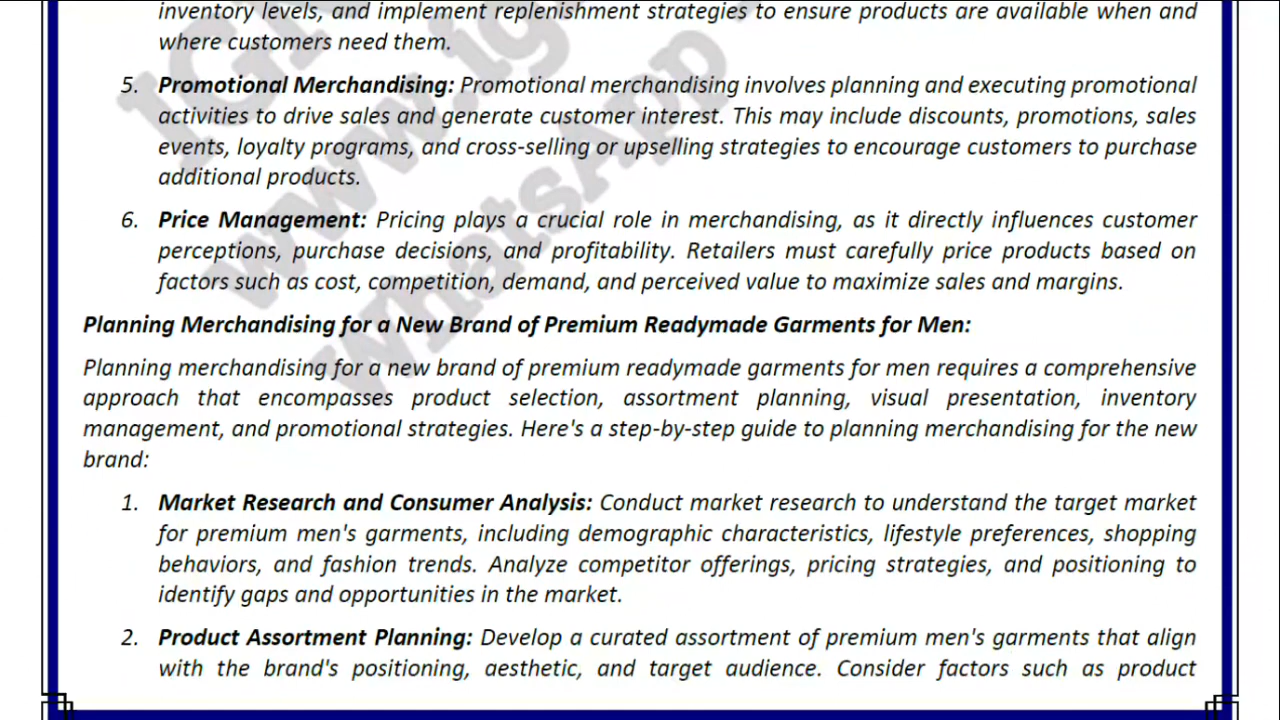 inventory levels, and implement replenishment strategies to ensure products are available when and
where customers need them.
5. Promotional Merchandising: Promotional merchandising involves planning and executing promotional
activities to drive sales and generate customer interest. This may include discounts, promotions, sales
events, loyalty programs, and cross-selling or upselling strategies to encourage customers to purchase
additional products.
6. Price Management: Pricing plays a crucial role in merchandising, as it directly influences customer
perceptions, purchase decisions, and profitability. Retailers must carefully price products based on
factors such as cost, competition, demand, and perceived value to maximize sales and margins.
Planning Merchandising for a New Brand of Premium Readymade Garments for Men:
Planning merchandising for a new brand of premium readymade garments for men requires a comprehensive
approach that encompasses product selection, assortment planning, visual presentation, inventory
management, and promotional strategies. Here's a step-by-step guide to planning merchandising for the new
brand:
1. Market Research and Consumer Analysis: Conduct market research to understand the target market
for premium men's garments, including demographic characteristics, lifestyle preferences, shopping
behaviors, and fashion trends. Analyze competitor offerings, pricing strategies, and positioning to
identify gaps and opportunities in the market.
2. Product Assortment Planning: Develop a curated assortment of premium men's garments that align
with the brand's positioning, aesthetic, and target audience. Consider factors such as product
IGN
www.ig
WhatsApp